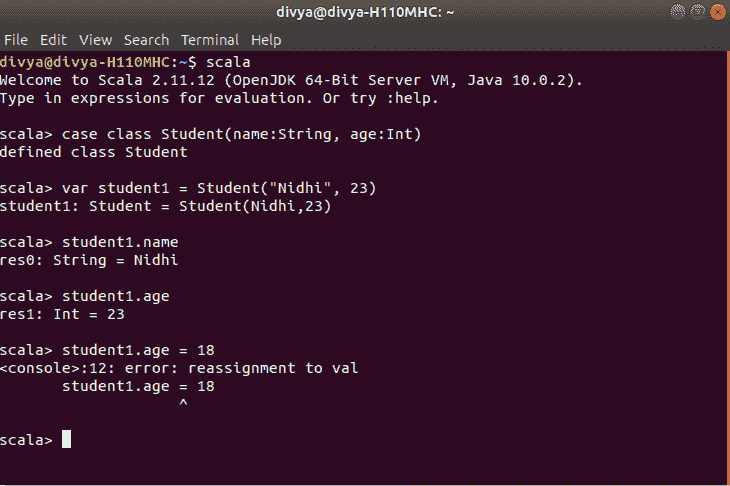 divya@divya-H110MHC: ~
File Edit View Search Terminal Help
divya@divya-H110MHC:~$ scala
Welcome to Scala 2.11.12 (OpenJDK 64-Bit Server VM, Java 10.0.2).
Type in expressions for evaluation. Or try :help.
scala> case class Student(name:String, age:Int)
defined class Student
scala> var student1 = Student("Nidhi", 23)
student1: Student = Student(Nidhi,23)
scala> student1.name
res0: String = Nidhi
scala> student1.age
res1: Int = 23
scala> student1.age = 18
<console>:12: error: reassignment to val
       student1.age = 18
                    ^
scala>